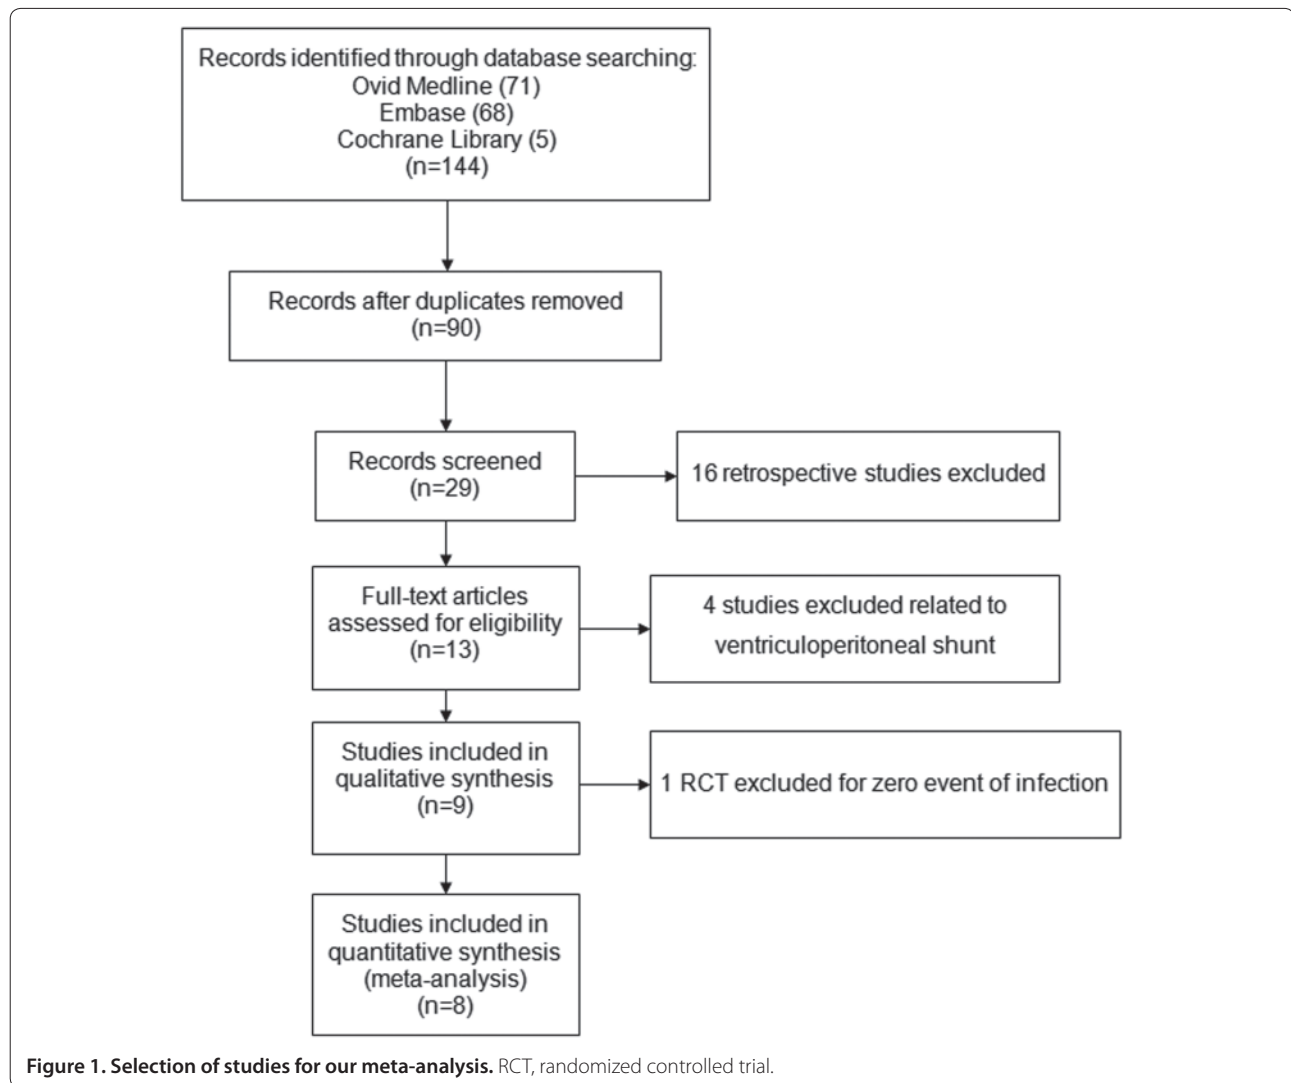 Records identified through database searching:
Ovid Medline (71)
Embase (68)
Cochrane Library (5)
(n=144)
Records after duplicates removed
(n=90)
Records screened
(n=29)
16 retrospective studies excluded
Full-text articles
assessed for eligibility
(n=13)
4 studies excluded related to
ventriculoperitoneal shunt
Studies included in
qualitative synthesis
(n=9)
1 RCT excluded for zero event of infection
Studies included in
quantitative synthesis
(meta-analysis)
(n=8)
Figure 1. Selection of studies for our meta-analysis. RCT, randomized controlled trial.